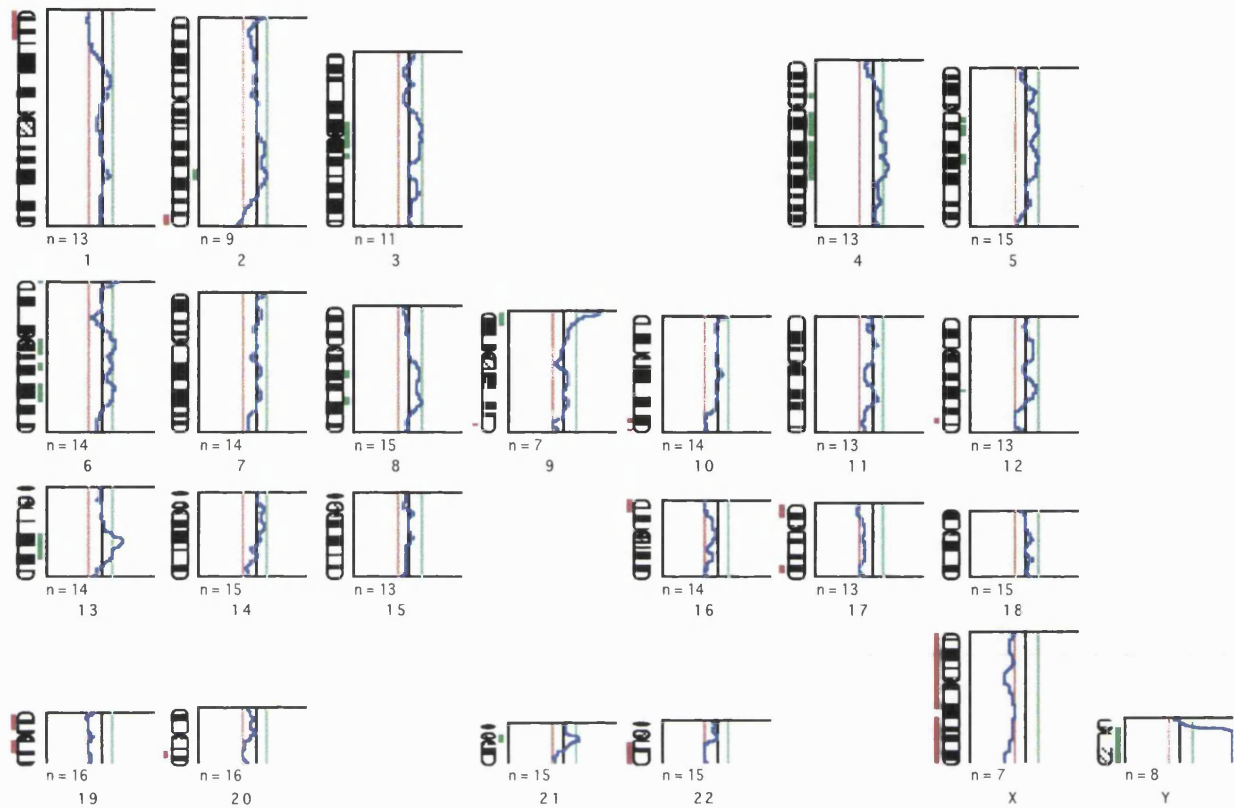 n = 13
n = 9
n = 11
n = 13
n = 15
1
2
3
4
5
n = 14
n = 14
n = 15
n = 7
n = 14
n = 13
n = 13
6
7
8
9
10
11
12
n = 14
n = 15
n = 13
n = 14
n = 13
n = 15
13
14
15
16
17
18
n = 16
n = 16
n = 15
n = 15
n = 7
n = 8
19
20
21
22
X
Y